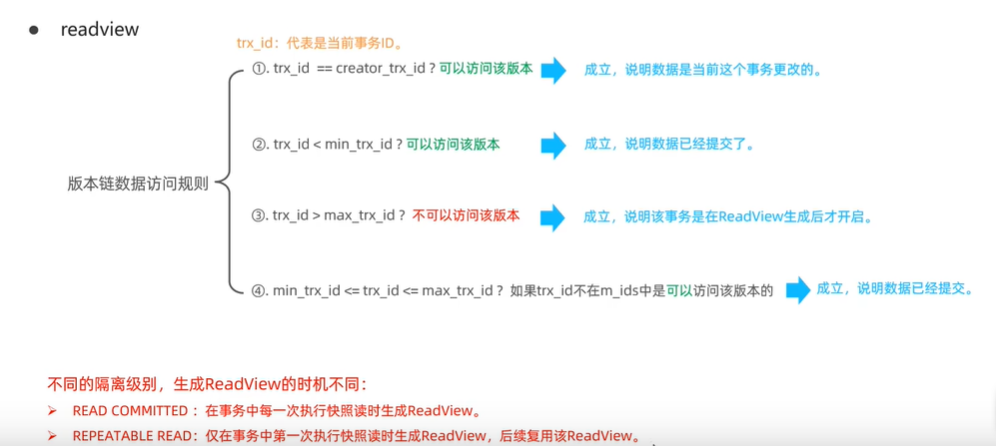 ● readview
trx_id：代表是当前事务ID。
①. trx_id == creator_trx_id ? 可以访问该版本 成立，说明数据是当前这个事务更改的。
②. trx_id < min_trx_id ? 可以访问该版本 成立，说明数据已经提交了。
版本链数据访问规则
③. trx_id > max_trx_id ? 不可以访问该版本 成立，说明该事务是在ReadView生成后才开启。
④. min_trx_id <= trx_id <= max_trx_id ? 如果trx_id不在m_ids中是可以访问该版本的 成立，说明数据已经提交。
不同的隔离级别，生成ReadView的时机不同：
➢ READ COMMITTED ：在事务中每一次执行快照读时生成ReadView。
➢ REPEATABLE READ：仅在事务中第一次执行快照读时生成ReadView，后续复用该ReadView。